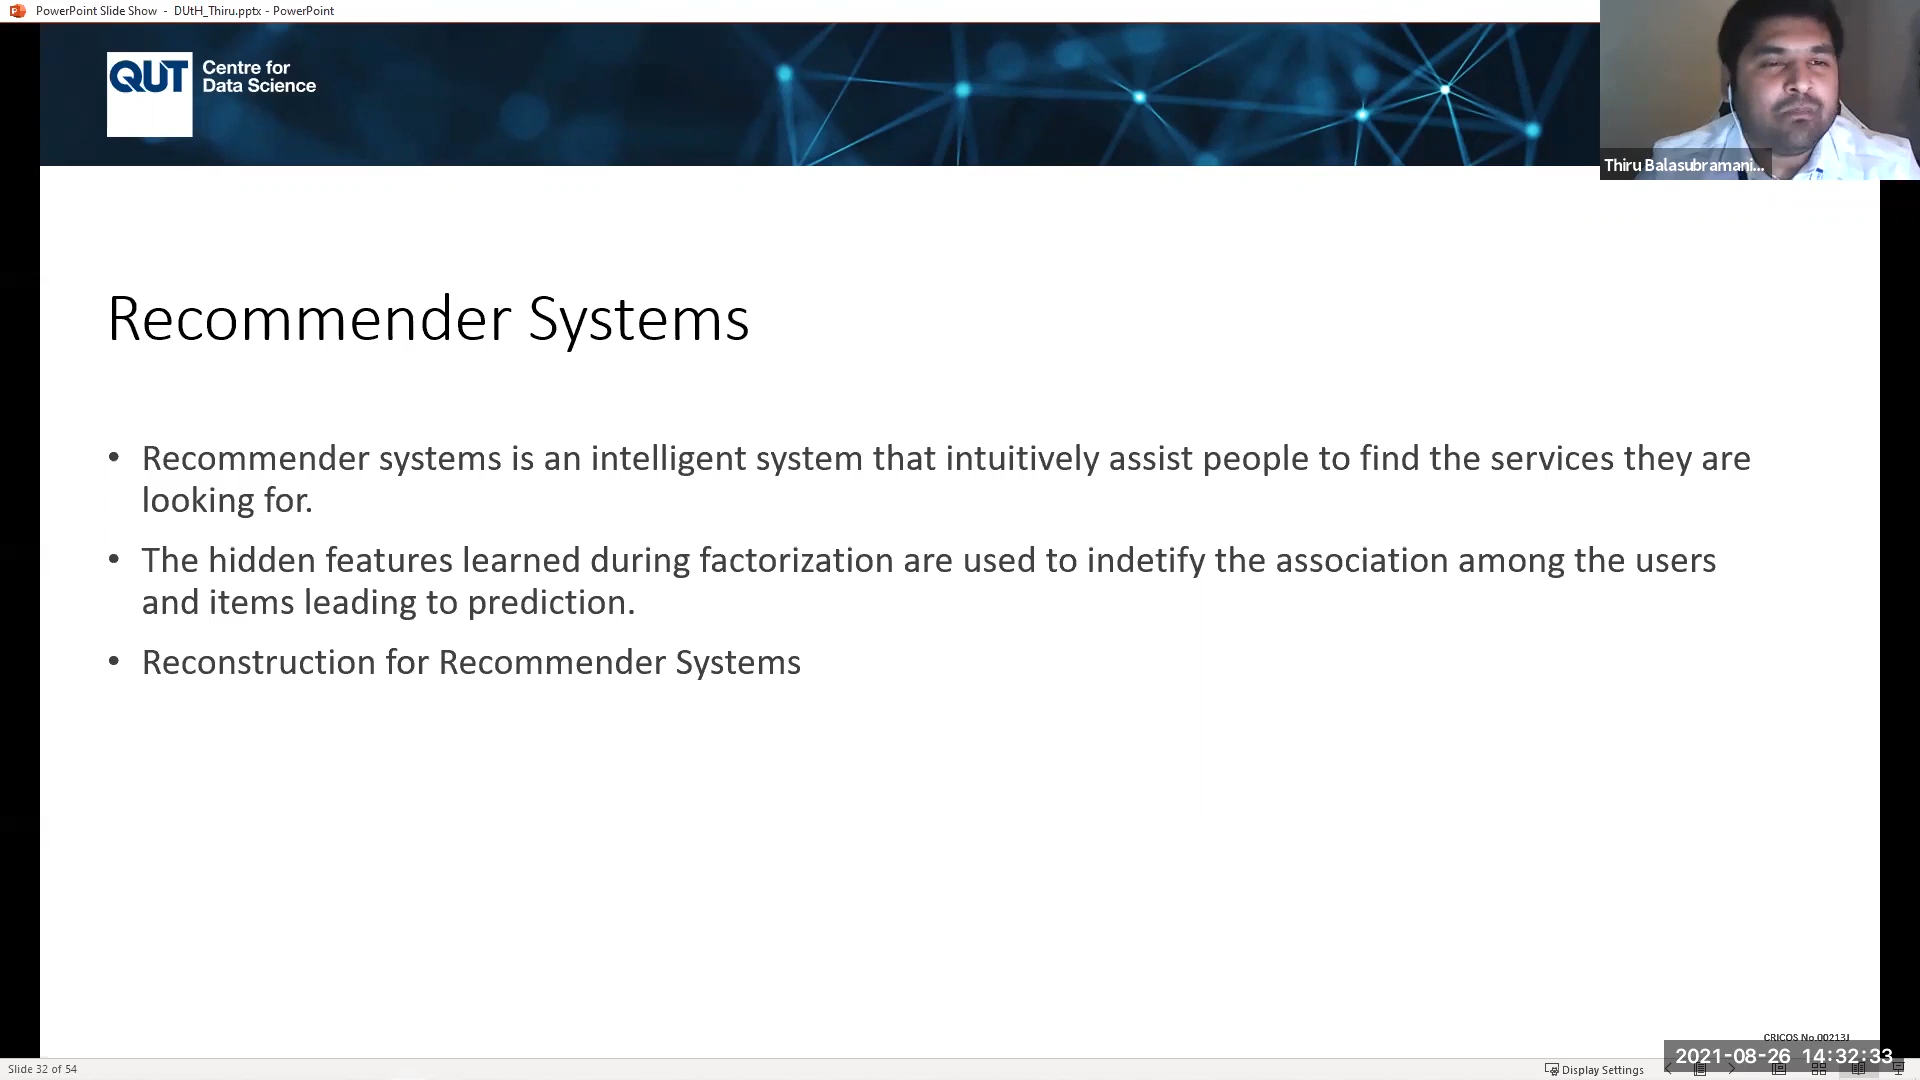 PowerPoint Slide Show - DUtH_Thiru.pptx - PowerPoint
QUT
Centre for
Data Science
Thiru Balasubramani...
Recommender Systems
• Recommender systems is an intelligent system that intuitively assist people to find the services they are
looking for.
• The hidden features learned during factorization are used to indetify the association among the users
and items leading to prediction.
• Reconstruction for Recommender Systems
CRICOS No.00213J
2021-08-26 14:32:33
Slide 32 of 54
Display Settings